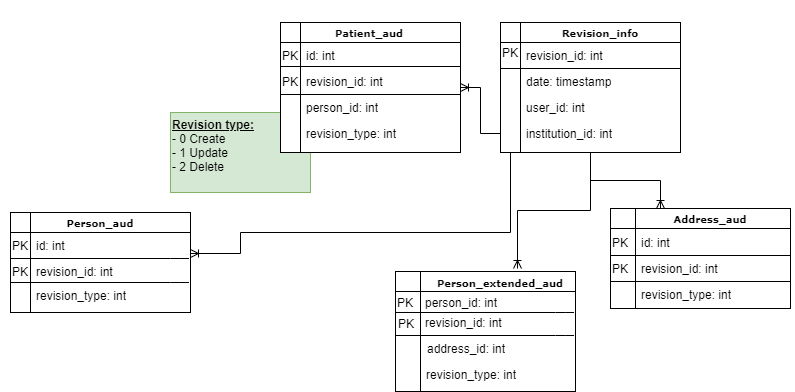 Patient_aud
PK id: int
PK revision_id: int
person_id: int
revision_type: int
Revision_info
PK revision_id: int
date: timestamp
user_id: int
institution_id: int
Revision type:
- 0 Create
- 1 Update
- 2 Delete
Person_aud
PK id: int
PK revision_id: int
revision_type: int
Address_aud
PK id: int
PK revision_id: int
revision_type: int
Person_extended_aud
PK person_id: int
PK revision_id: int
address_id: int
revision_type: int